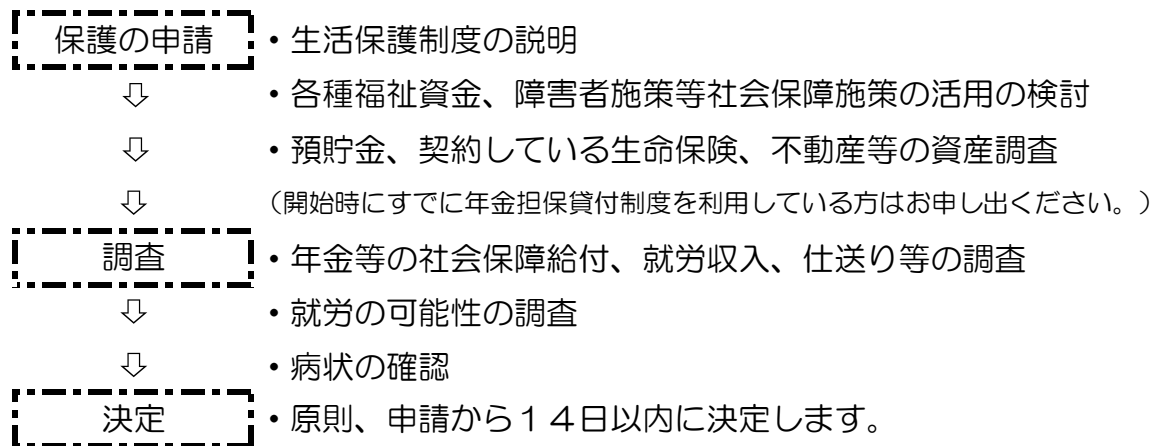 保護の申請 ・生活保護制度の説明
⇩ ・各種福祉資金、障害者施策等社会保障施策の活用の検討
⇩ ・預貯金、契約している生命保険、不動産等の資産調査
⇩ （開始時にすでに年金担保貸付制度を利用している方はお申し出ください。）
調査 ・年金等の社会保障給付、就労収入、仕送り等の調査
⇩ ・就労の可能性の調査
⇩ ・病状の確認
決定 ・原則、申請から１４日以内に決定します。